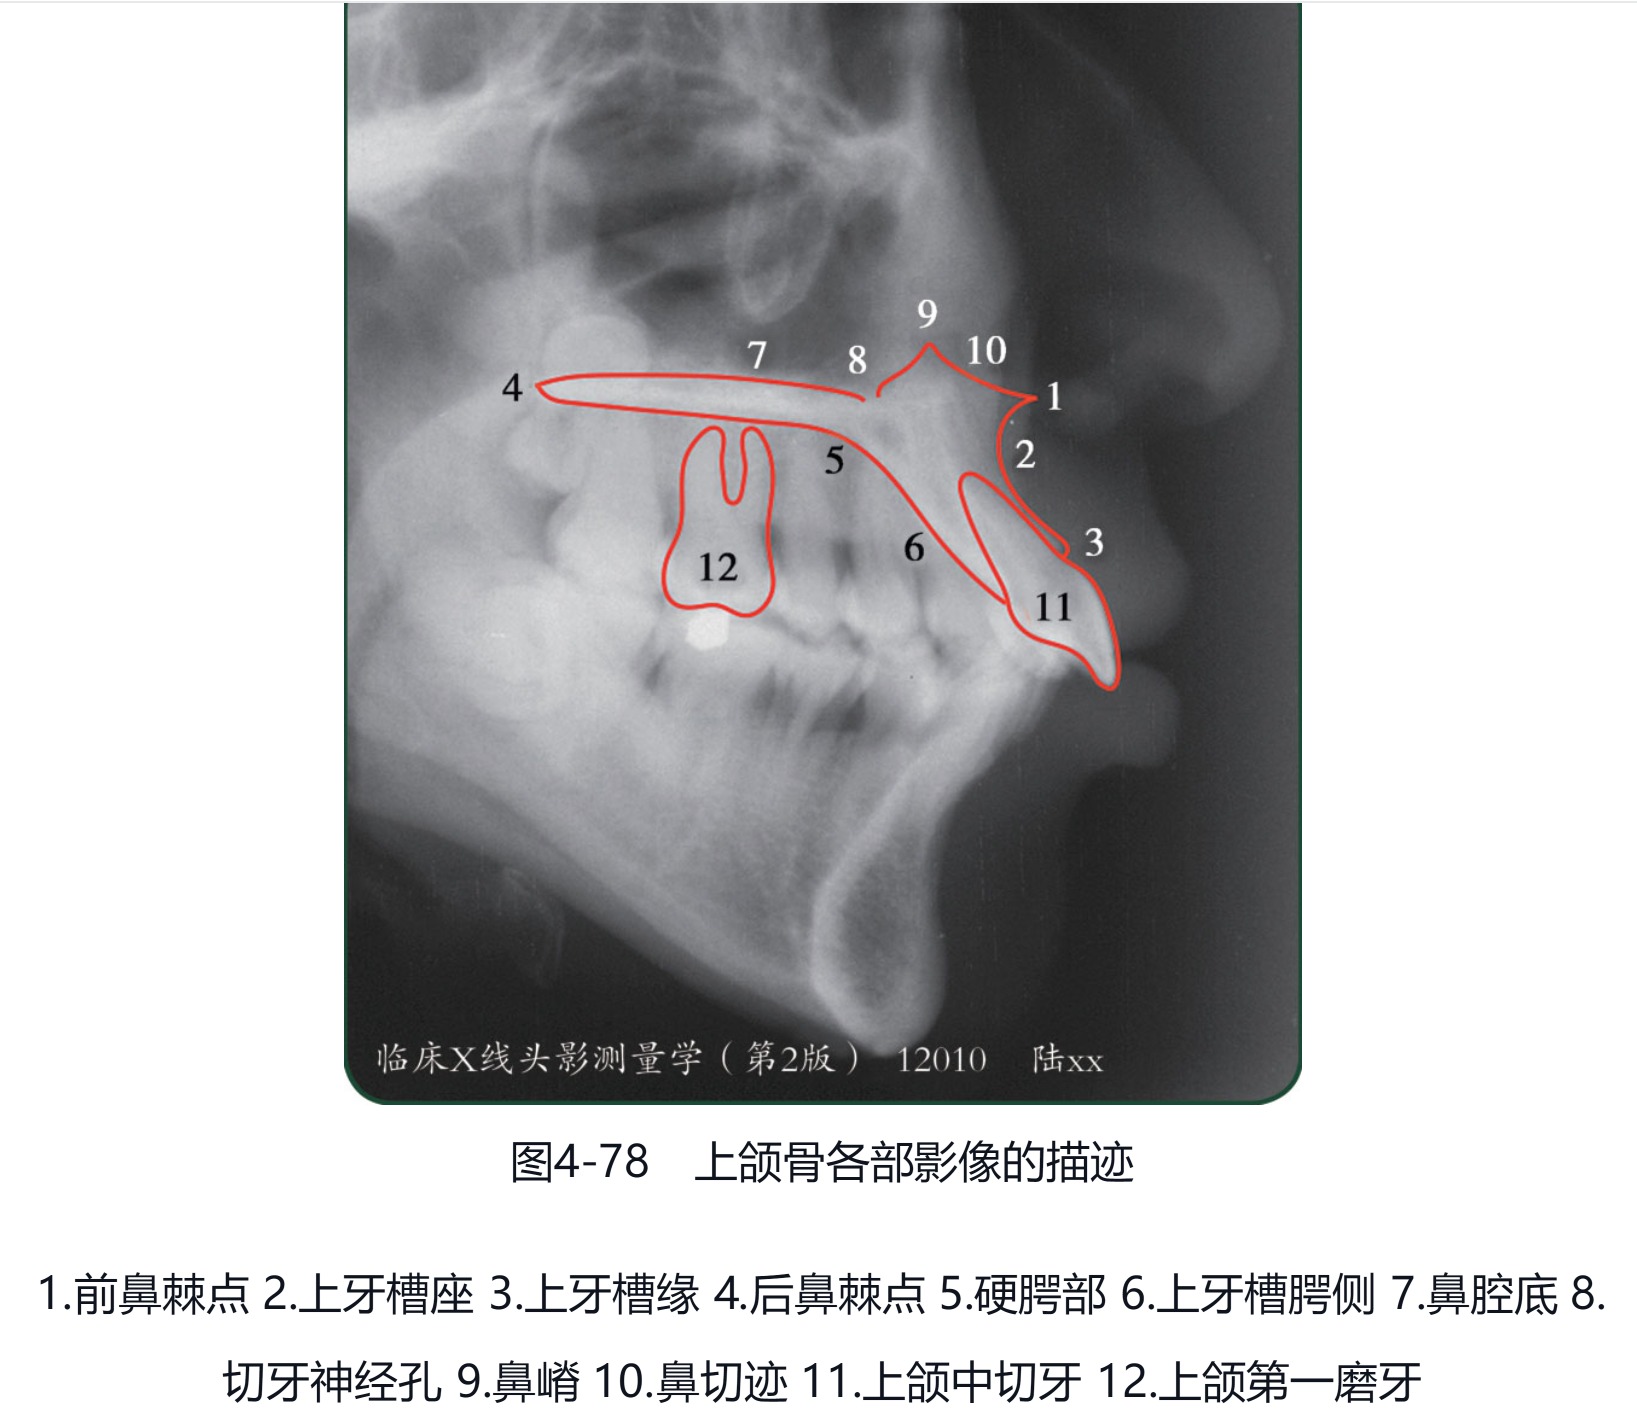 9
7 8 10
4 1
5 2
6 3
12
11
临床X线头影测量学（第2版） 12010 陆xx
图4-78 上颌骨各部影像的描迹
1.前鼻棘点 2.上牙槽座 3.上牙槽缘 4.后鼻棘点 5.硬腭部 6.上牙槽腭侧 7.鼻腔底 8.
切牙神经孔 9.鼻嵴 10.鼻切迹 11.上颌中切牙 12.上颌第一磨牙